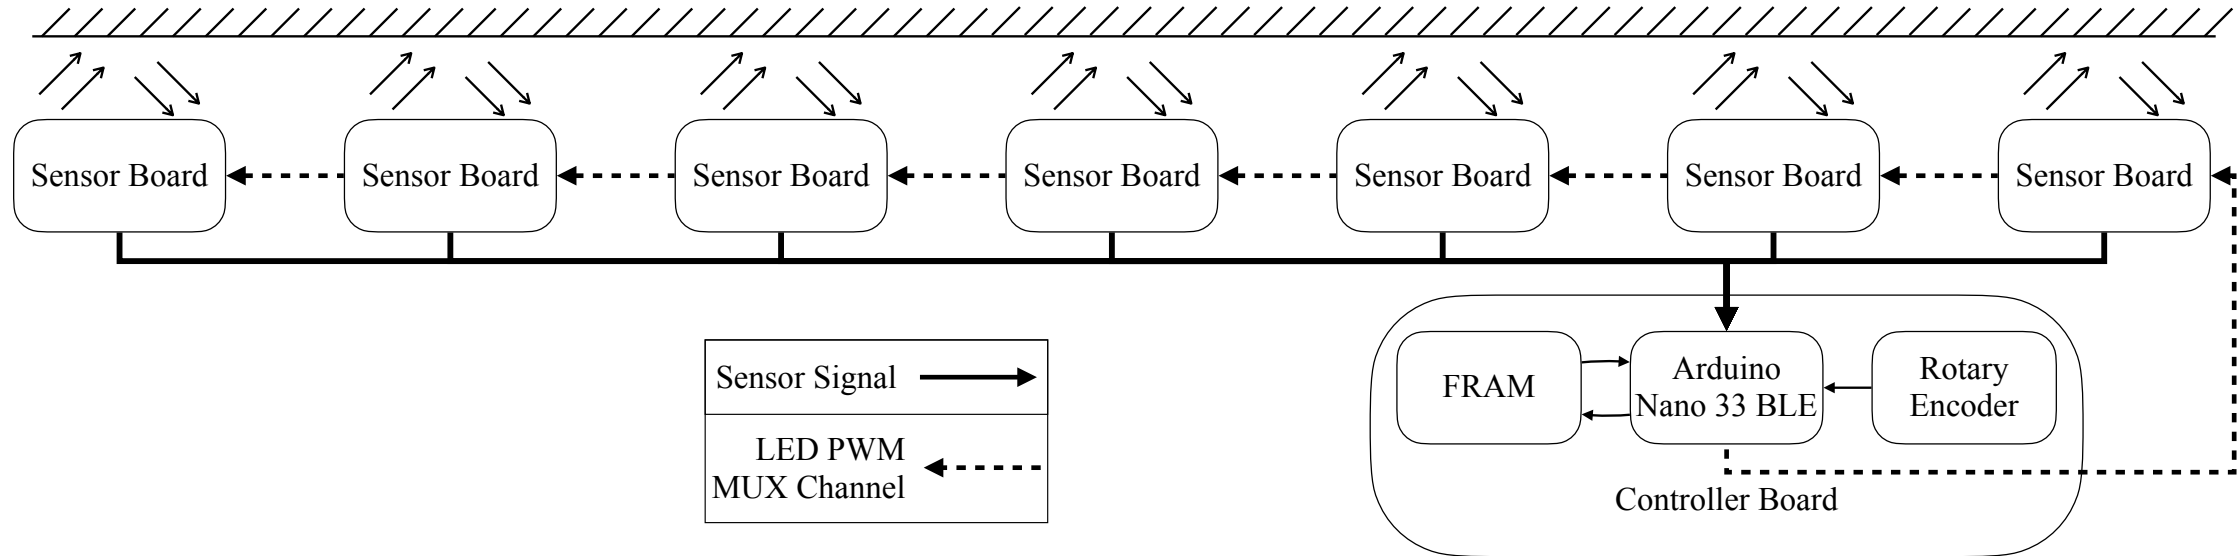 Sensor Board
Sensor Board
Sensor Board
Sensor Board
Sensor Board
Sensor Board
Sensor Board
Sensor Signal
LED PWM
MUX Channel
FRAM
Arduino
Nano 33 BLE
Rotary
Encoder
Controller Board